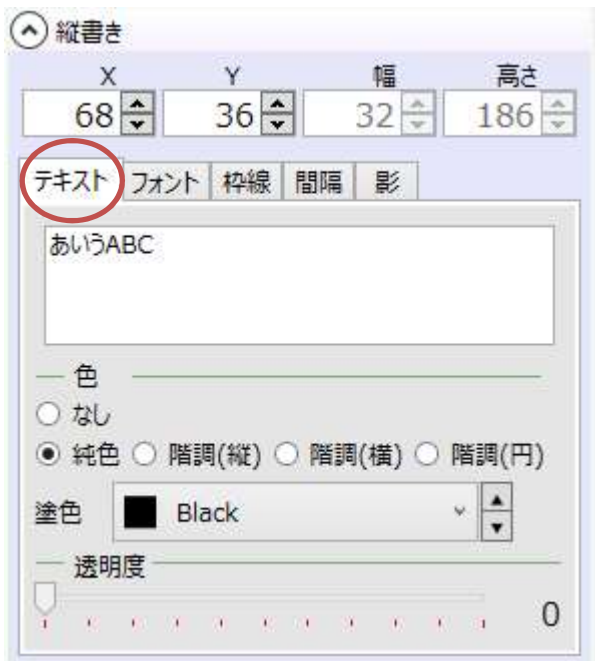 縦書き
X Y 幅 高さ
68 36 32 186
テキスト フォント 枠線 間隔 影
あいうABC
色
なし
純色 階調(縦) 階調(横) 階調(円)
塗色 Black
透明度
0